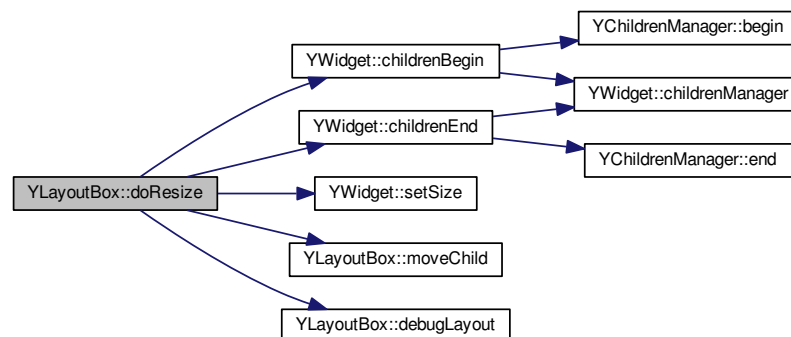 YChildrenManager::begin
YWidget::childrenBegin
YWidget::childrenManager
YWidget::childrenEnd
YChildrenManager::end
YLayoutBox::doResize
YWidget::setSize
YLayoutBox::moveChild
YLayoutBox::debugLayout